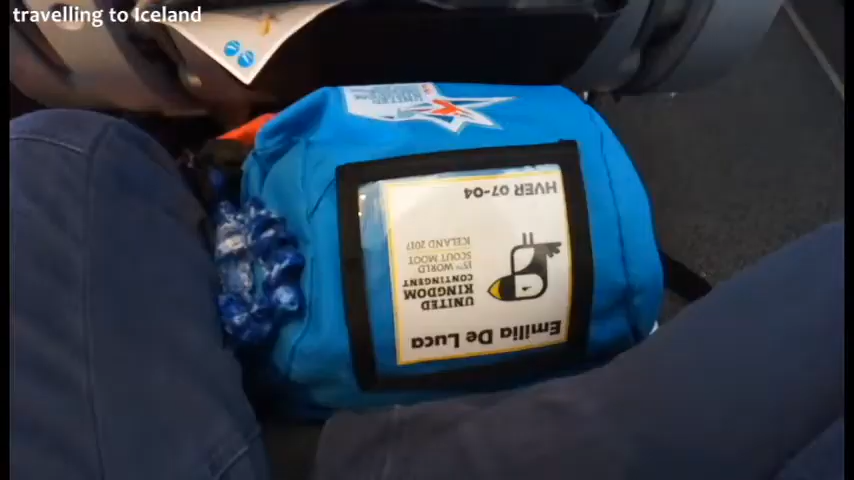 travelling to Iceland
Emilia De Luca
UNITED
KINGDOM
CONTINGENT
15TH WORLD
SCOUT MOOT
ICELAND 2017
HVER 07-04